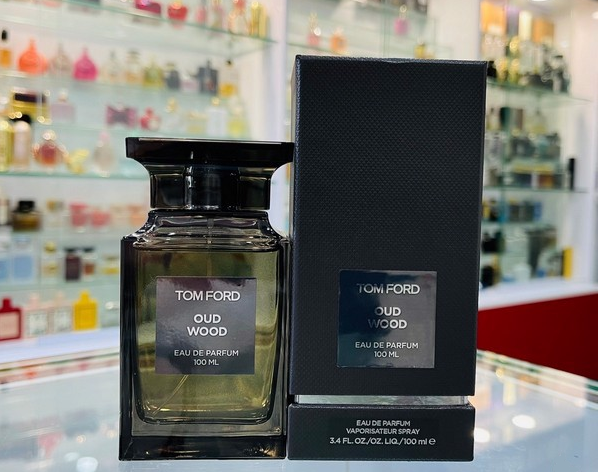 TOM FORD
OUD
WOOD
EAU DE PARFUM
100 ML
TOM FORD
OUD
WOOD
EAU DE PARFUM
100 ML
EAU DE PARFUM
VAPORISATEUR SPRAY
3.4 FL. OZ./OZ. LIQ./100 ml ℮